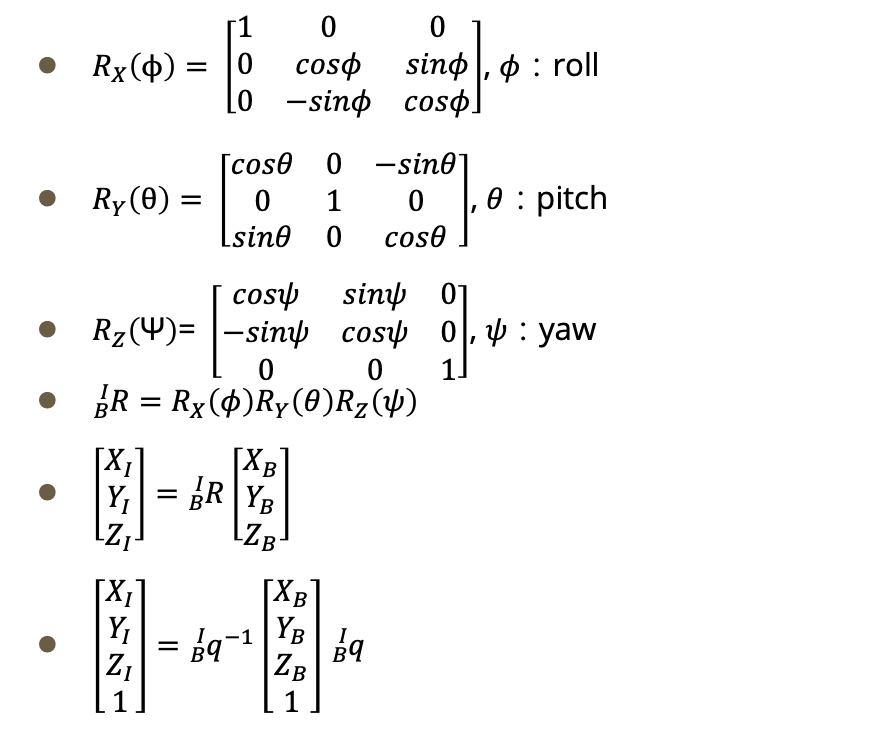 • R_X(ϕ) = [1 0 0; 0 cosϕ sinϕ; 0 −sinϕ cosϕ], ϕ : roll
• R_Y(θ) = [cosθ 0 −sinθ; 0 1 0; sinθ 0 cosθ], θ : pitch
• R_Z(Ψ)= [cosψ sinψ 0; −sinψ cosψ 0; 0 0 1], ψ : yaw
• ^I_B R = R_X(ϕ)R_Y(θ)R_Z(ψ)
• [X_I; Y_I; Z_I] = ^I_B R [X_B; Y_B; Z_B]
• [X_I; Y_I; Z_I; 1] = ^I_B q^−1 [X_B; Y_B; Z_B; 1] ^I_B q